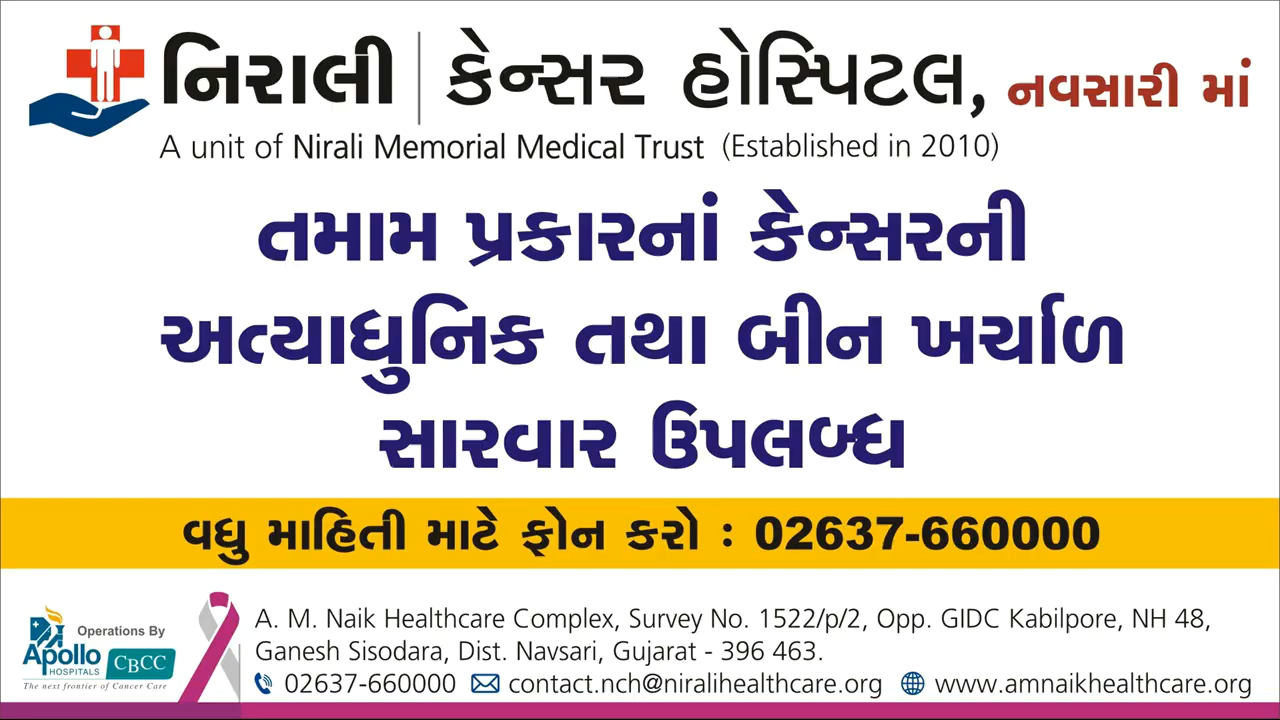 નિરાલી | કેન્સર હોસ્પિટલ, નવસારી માં
A unit of Nirali Memorial Medical Trust (Established in 2010)
તમામ પ્રકારનાં કેન્સરની
અત્યાધુનિક તથા બીન ખર્ચાળ
સારવાર ઉપલબ્ધ
વધુ માહિતી માટે ફોન કરો : 02637-660000
Operations By
Apollo
HOSPITALS
CBCC
The next frontier of Cancer Care
A. M. Naik Healthcare Complex, Survey No. 1522/p/2, Opp. GIDC Kabilpore, NH 48,
Ganesh Sisodara, Dist. Navsari, Gujarat - 396 463.
02637-660000 contact.nch@niralihealthcare.org www.amnaikhealthcare.org